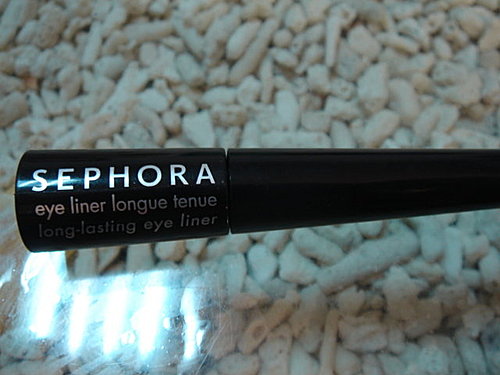 SEPHORA
eye liner longue tenue
long-lasting eye liner